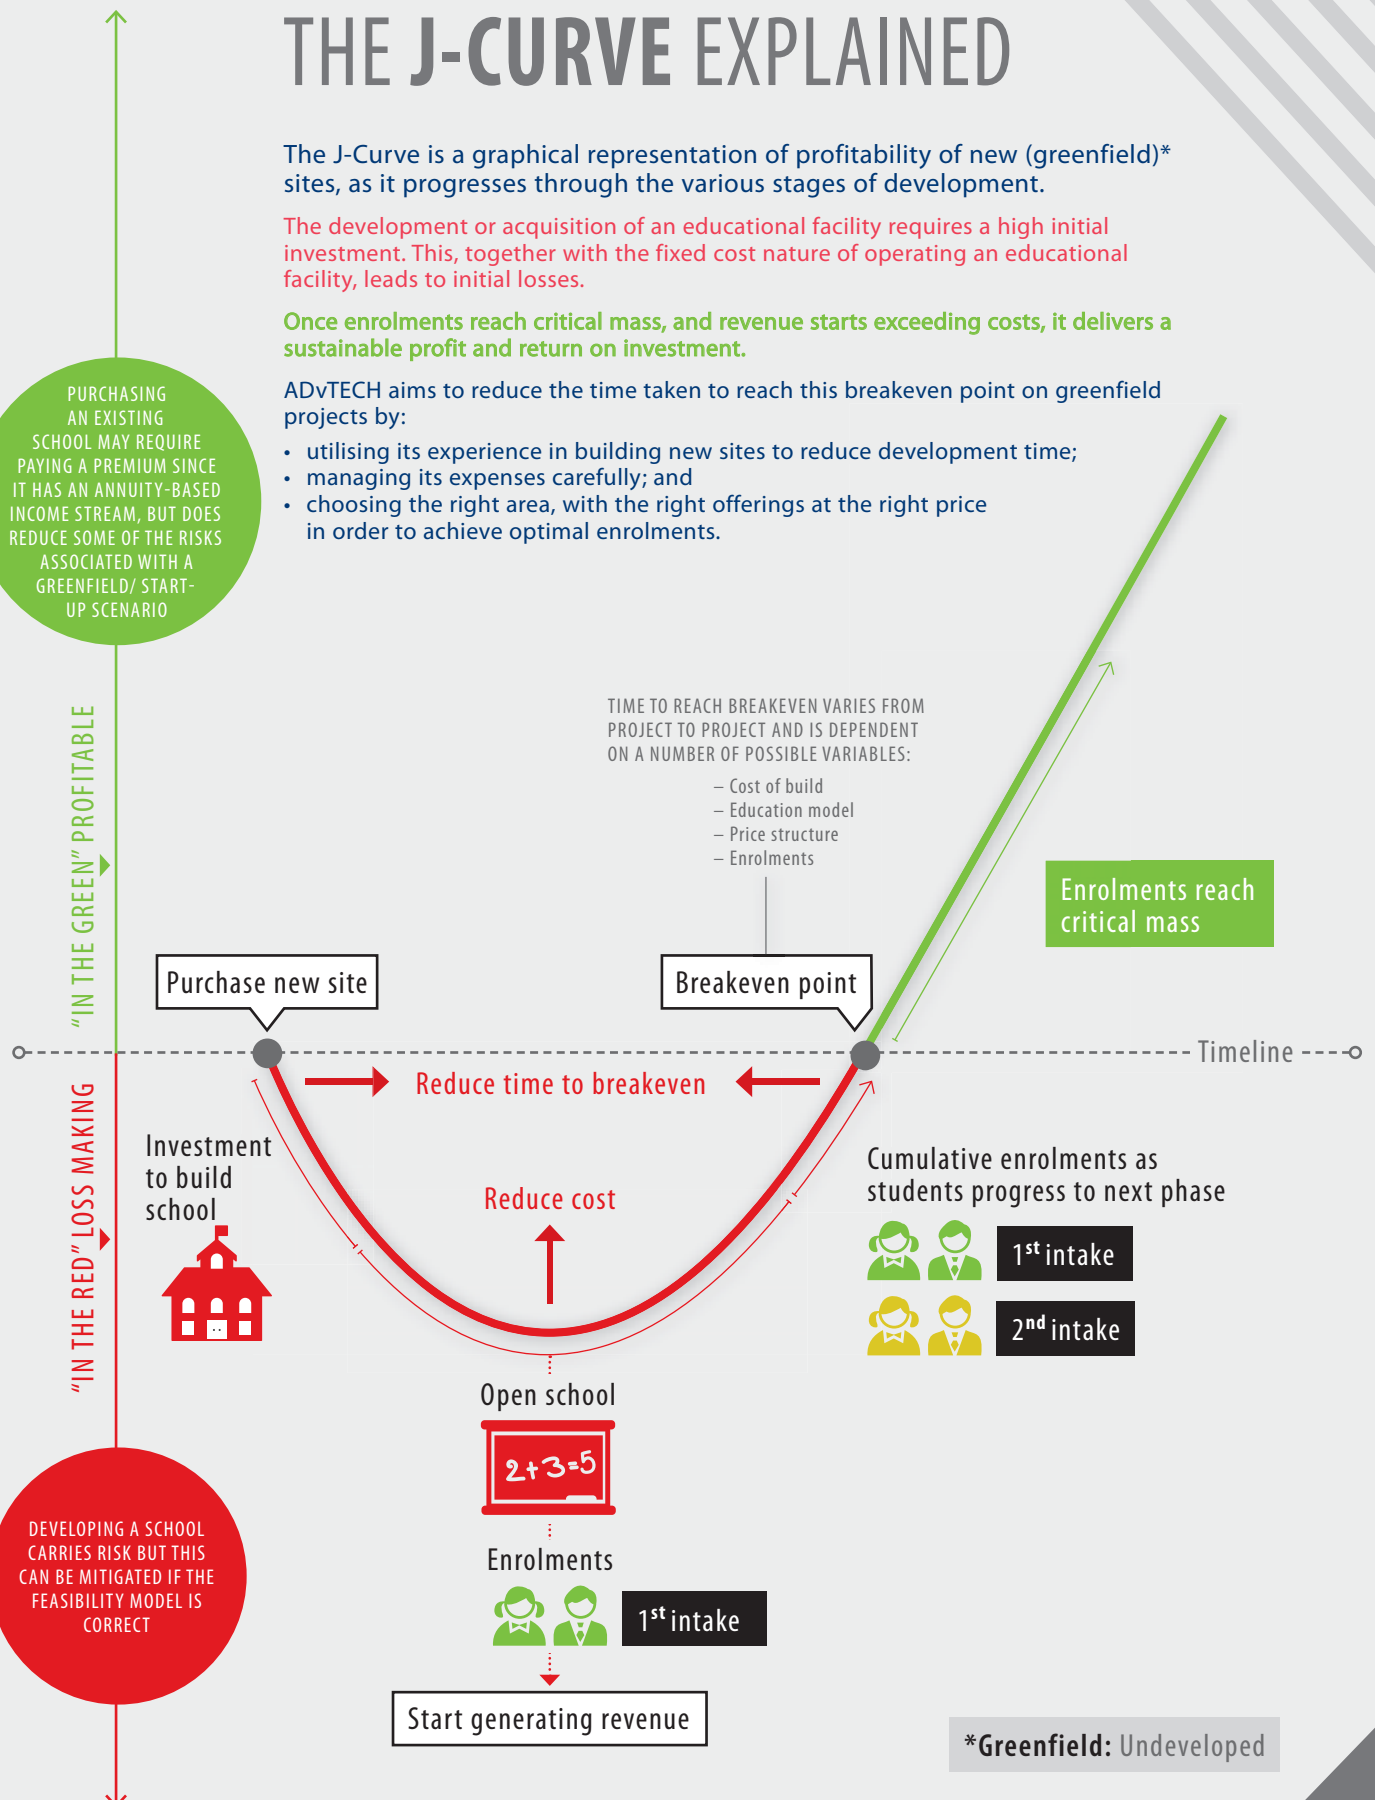 THE J-CURVE EXPLAINED
The J-Curve is a graphical representation of profitability of new (greenfield)*
sites, as it progresses through the various stages of development.
The development or acquisition of an educational facility requires a high initial
investment. This, together with the fixed cost nature of operating an educational
facility, leads to initial losses.
Once enrolments reach critical mass, and revenue starts exceeding costs, it delivers a
sustainable profit and return on investment.
ADvTECH aims to reduce the time taken to reach this breakeven point on greenfield
projects by:
• utilising its experience in building new sites to reduce development time;
• managing its expenses carefully; and
• choosing the right area, with the right offerings at the right price
in order to achieve optimal enrolments.
PURCHASING
AN EXISTING
SCHOOL MAY REQUIRE
PAYING A PREMIUM SINCE
IT HAS AN ANNUITY-BASED
INCOME STREAM, BUT DOES
REDUCE SOME OF THE RISKS
ASSOCIATED WITH A
GREENFIELD/ START-
UP SCENARIO
"IN THE GREEN" PROFITABLE
TIME TO REACH BREAKEVEN VARIES FROM
PROJECT TO PROJECT AND IS DEPENDENT
ON A NUMBER OF POSSIBLE VARIABLES:
– Cost of build
– Education model
– Price structure
– Enrolments
Enrolments reach
critical mass
Purchase new site
Breakeven point
Timeline
Reduce time to breakeven
"IN THE RED" LOSS MAKING
Investment
to build
school
Reduce cost
Cumulative enrolments as
students progress to next phase
1st intake
2nd intake
Open school
2+3=5
Enrolments
1st intake
Start generating revenue
DEVELOPING A SCHOOL
CARRIES RISK BUT THIS
CAN BE MITIGATED IF THE
FEASIBILITY MODEL IS
CORRECT
*Greenfield: Undeveloped